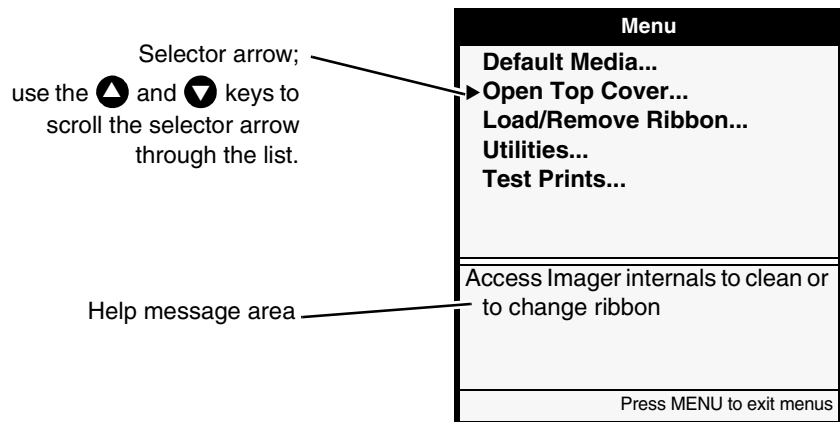 Selector arrow;
use the and keys to
scroll the selector arrow
through the list.
Help message area
Menu
Default Media...
Open Top Cover...
Load/Remove Ribbon...
Utilities...
Test Prints...
Access Imager internals to clean or
to change ribbon
Press MENU to exit menus